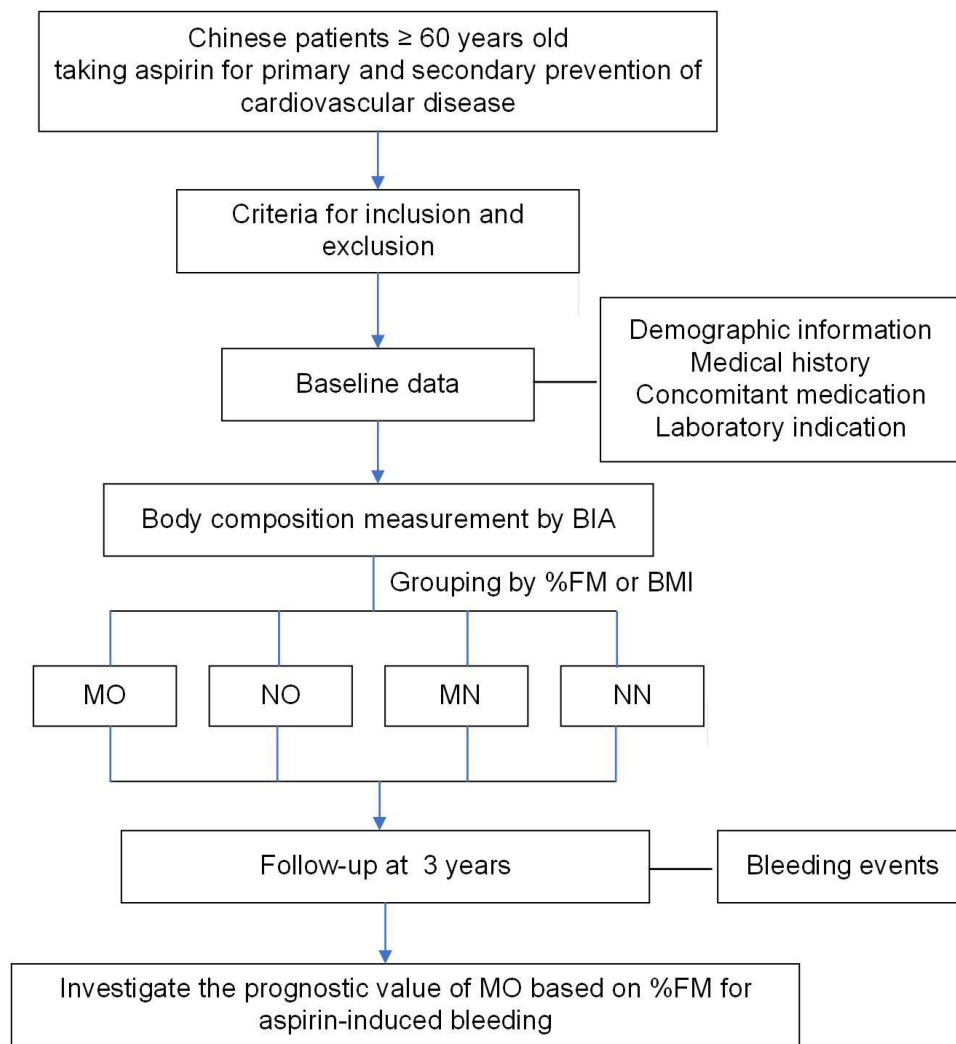 Chinese patients ≥ 60 years old
taking aspirin for primary and secondary prevention of
cardiovascular disease
Criteria for inclusion and
exclusion
Baseline data
Demographic information
Medical history
Concomitant medication
Laboratory indication
Body composition measurement by BIA
Grouping by %FM or BMI
MO
NO
MN
NN
Follow-up at 3 years
Bleeding events
Investigate the prognostic value of MO based on %FM for
aspirin-induced bleeding